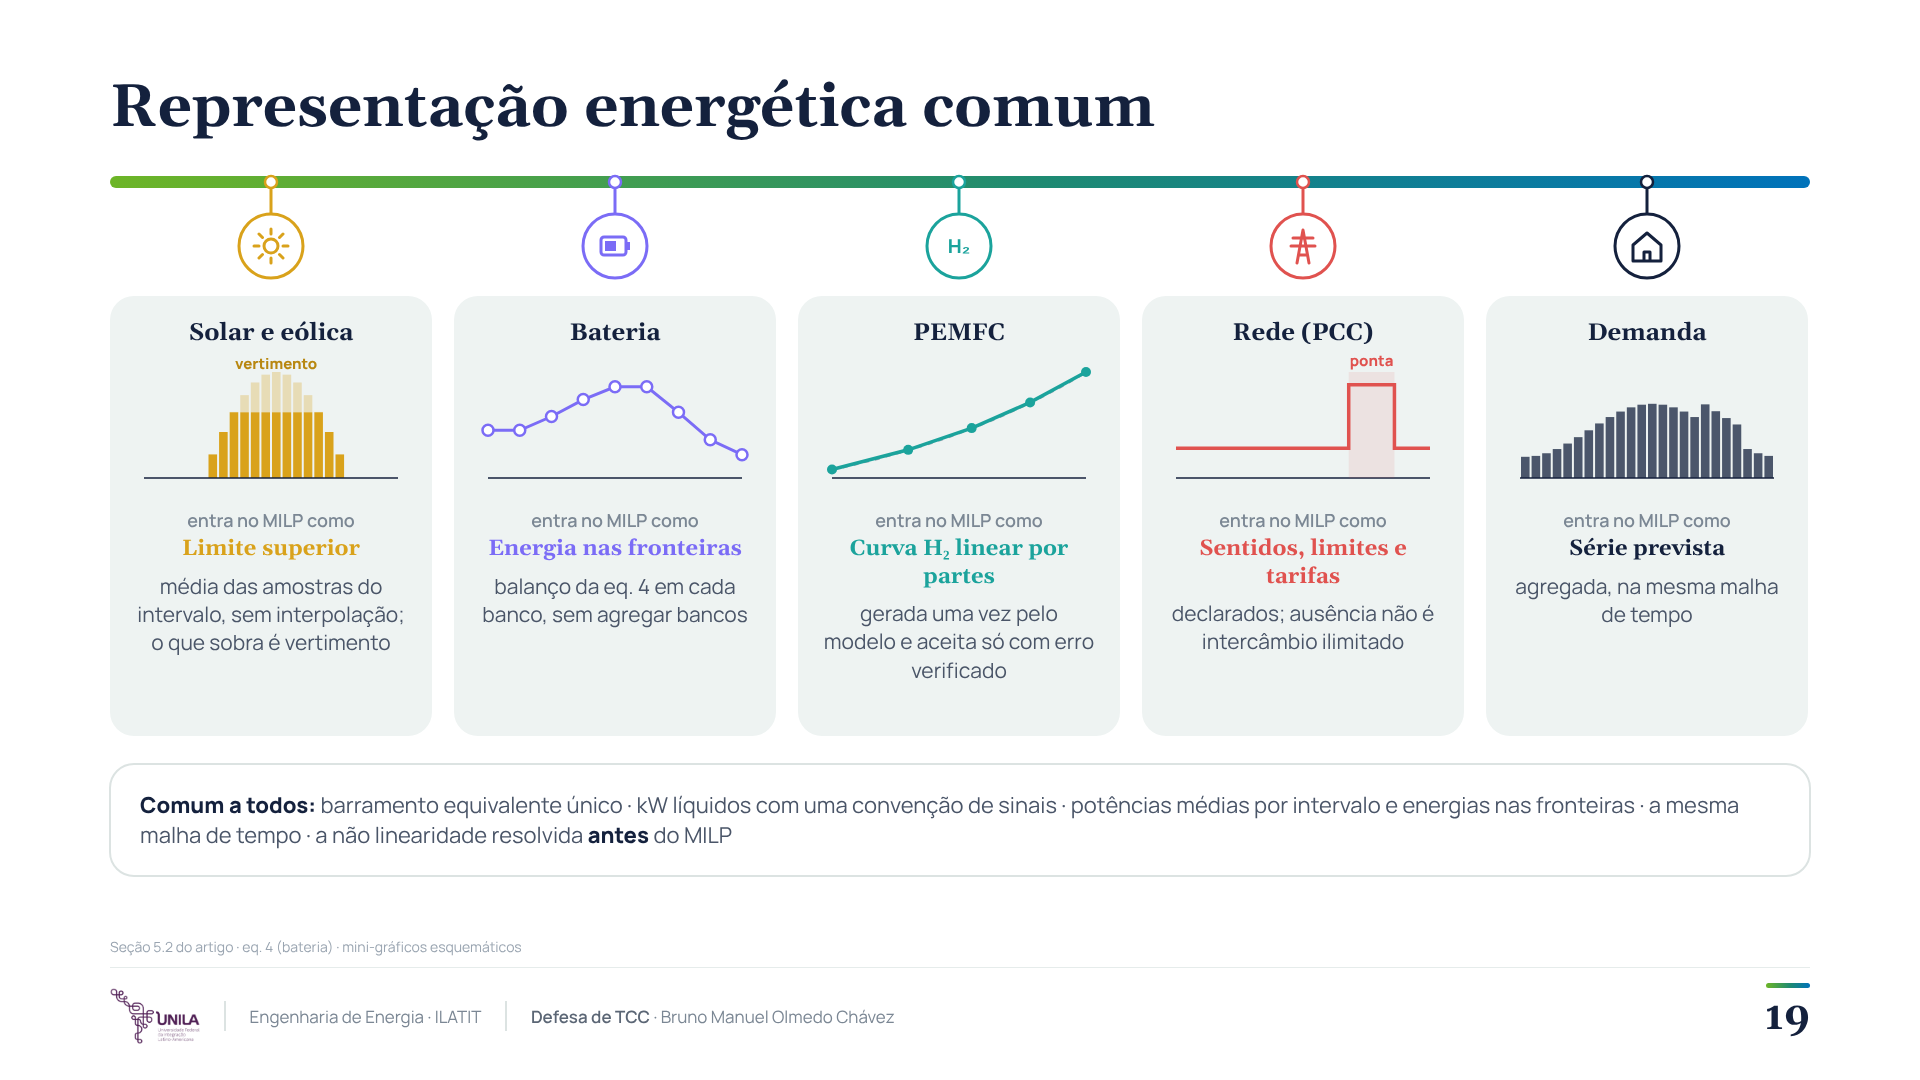 Representação energética comum
H₂
Solar e eólica
vertimento
entra no MILP como
Limite superior
média das amostras do
intervalo, sem interpolação;
o que sobra é vertimento
Bateria
entra no MILP como
Energia nas fronteiras
balanço da eq. 4 em cada
banco, sem agregar bancos
PEMFC
entra no MILP como
Curva H₂ linear por
partes
gerada uma vez pelo
modelo e aceita só com erro
verificado
Rede (PCC)
ponta
entra no MILP como
Sentidos, limites e
tarifas
declarados; ausência não é
intercâmbio ilimitado
Demanda
entra no MILP como
Série prevista
agregada, na mesma malha
de tempo
Comum a todos: barramento equivalente único · kW líquidos com uma convenção de sinais · potências médias por intervalo e energias nas fronteiras · a mesma
malha de tempo · a não linearidade resolvida antes do MILP
Seção 5.2 do artigo · eq. 4 (bateria) · mini-gráficos esquemáticos
UNILA
Universidade Federal
da Integração
Latino-Americana
Engenharia de Energia · ILATIT
Defesa de TCC · Bruno Manuel Olmedo Chávez
19